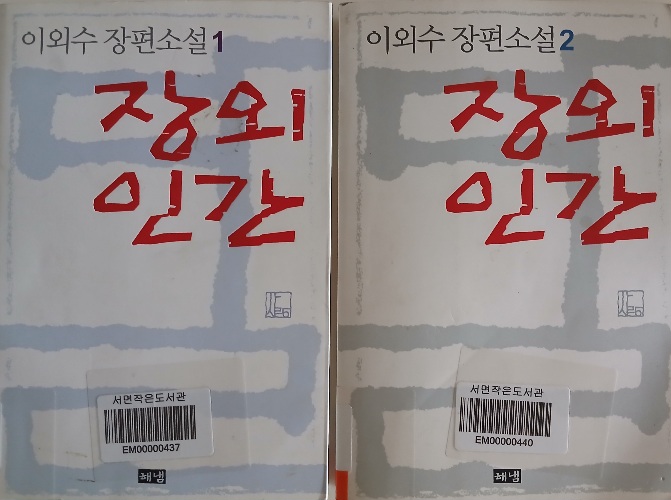 이외수 장편소설 1
장외
인간
서면작은도서관
EM00000437
해냄
이외수 장편소설 2
장외
인간
서면작은도서관
EM00000440
해냄